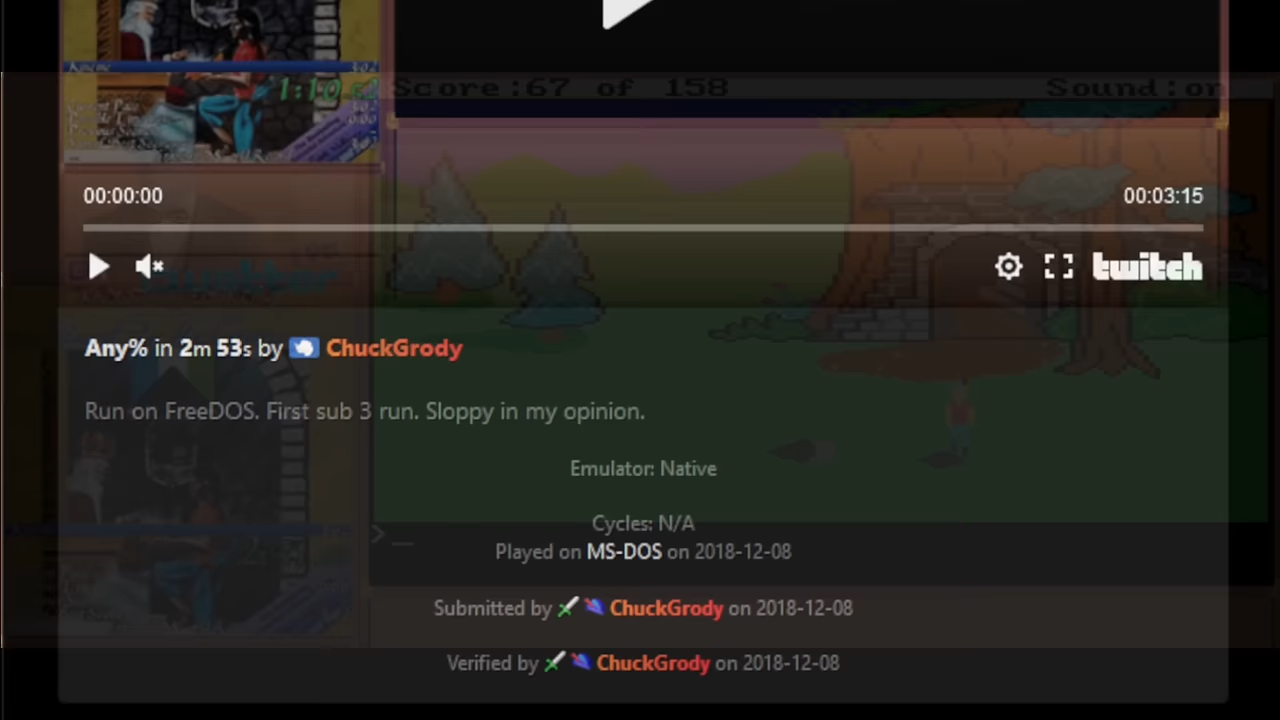 1:10
Score:67 of 158
Sound:on
00:00:00
00:03:15
twitch
Any% in 2m 53s by ChuckGrody
Run on FreeDOS. First sub 3 run. Sloppy in my opinion.
Emulator: Native
Cycles: N/A
Played on MS-DOS on 2018-12-08
Submitted by ChuckGrody on 2018-12-08
Verified by ChuckGrody on 2018-12-08